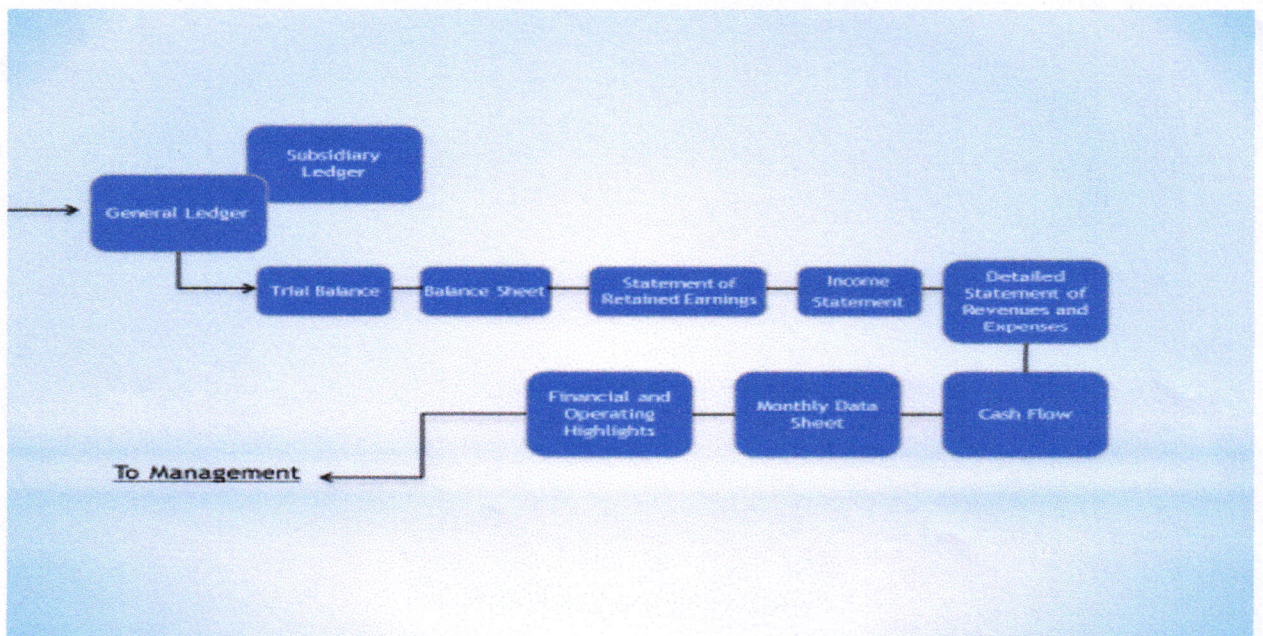 Subsidiary
Ledger
General Ledger
Trial Balance
Balance Sheet
Statement of
Retained Earnings
Income
Statement
Detailed
Statement of
Revenues and
Expenses
Financial and
Operating
Highlights
Monthly Data
Sheet
Cash Flow
To Management